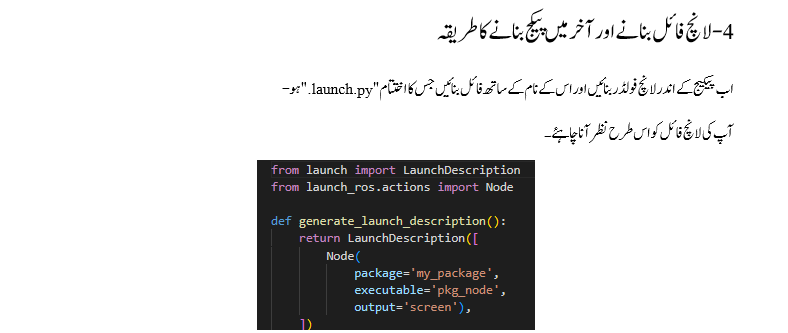 4-لانچ فائل بنانے اور آخر میں پیکج بنانے کا طریقہ
اب پیکیج کے اندر لانچ فولڈر بنائیں اور اس کے نام کے ساتھ فائل بنائیں جس کا اختتام "launch.py." ہو-
آپ کی لانچ فائل کو اس طرح نظر آنا چاہئے۔
from launch import LaunchDescription
from launch_ros.actions import Node
def generate_launch_description():
    return LaunchDescription([
        Node(
            package='my_package',
            executable='pkg_node',
            output='screen'),
    ])